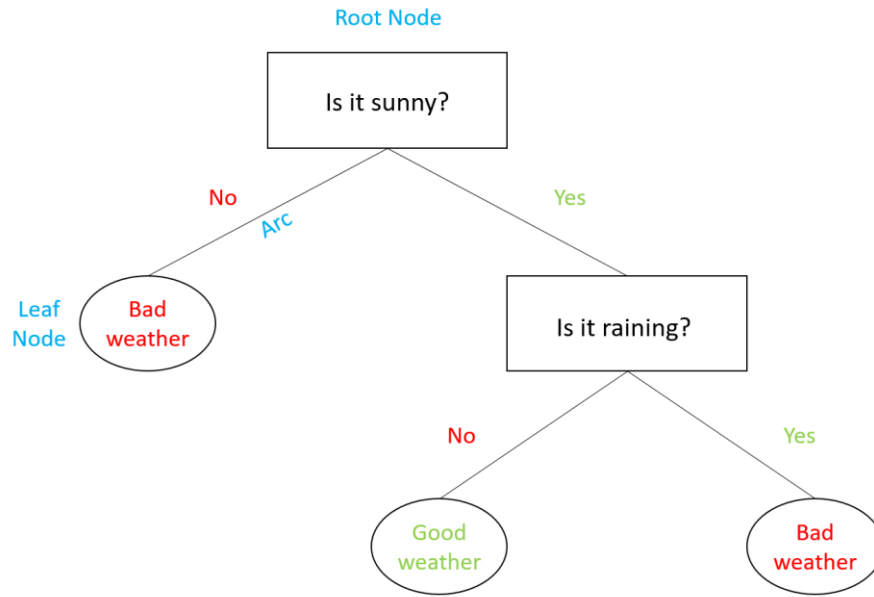 Root Node
Is it sunny?
No
Yes
Arc
Leaf
Node
Bad
weather
Is it raining?
No
Yes
Good
weather
Bad
weather